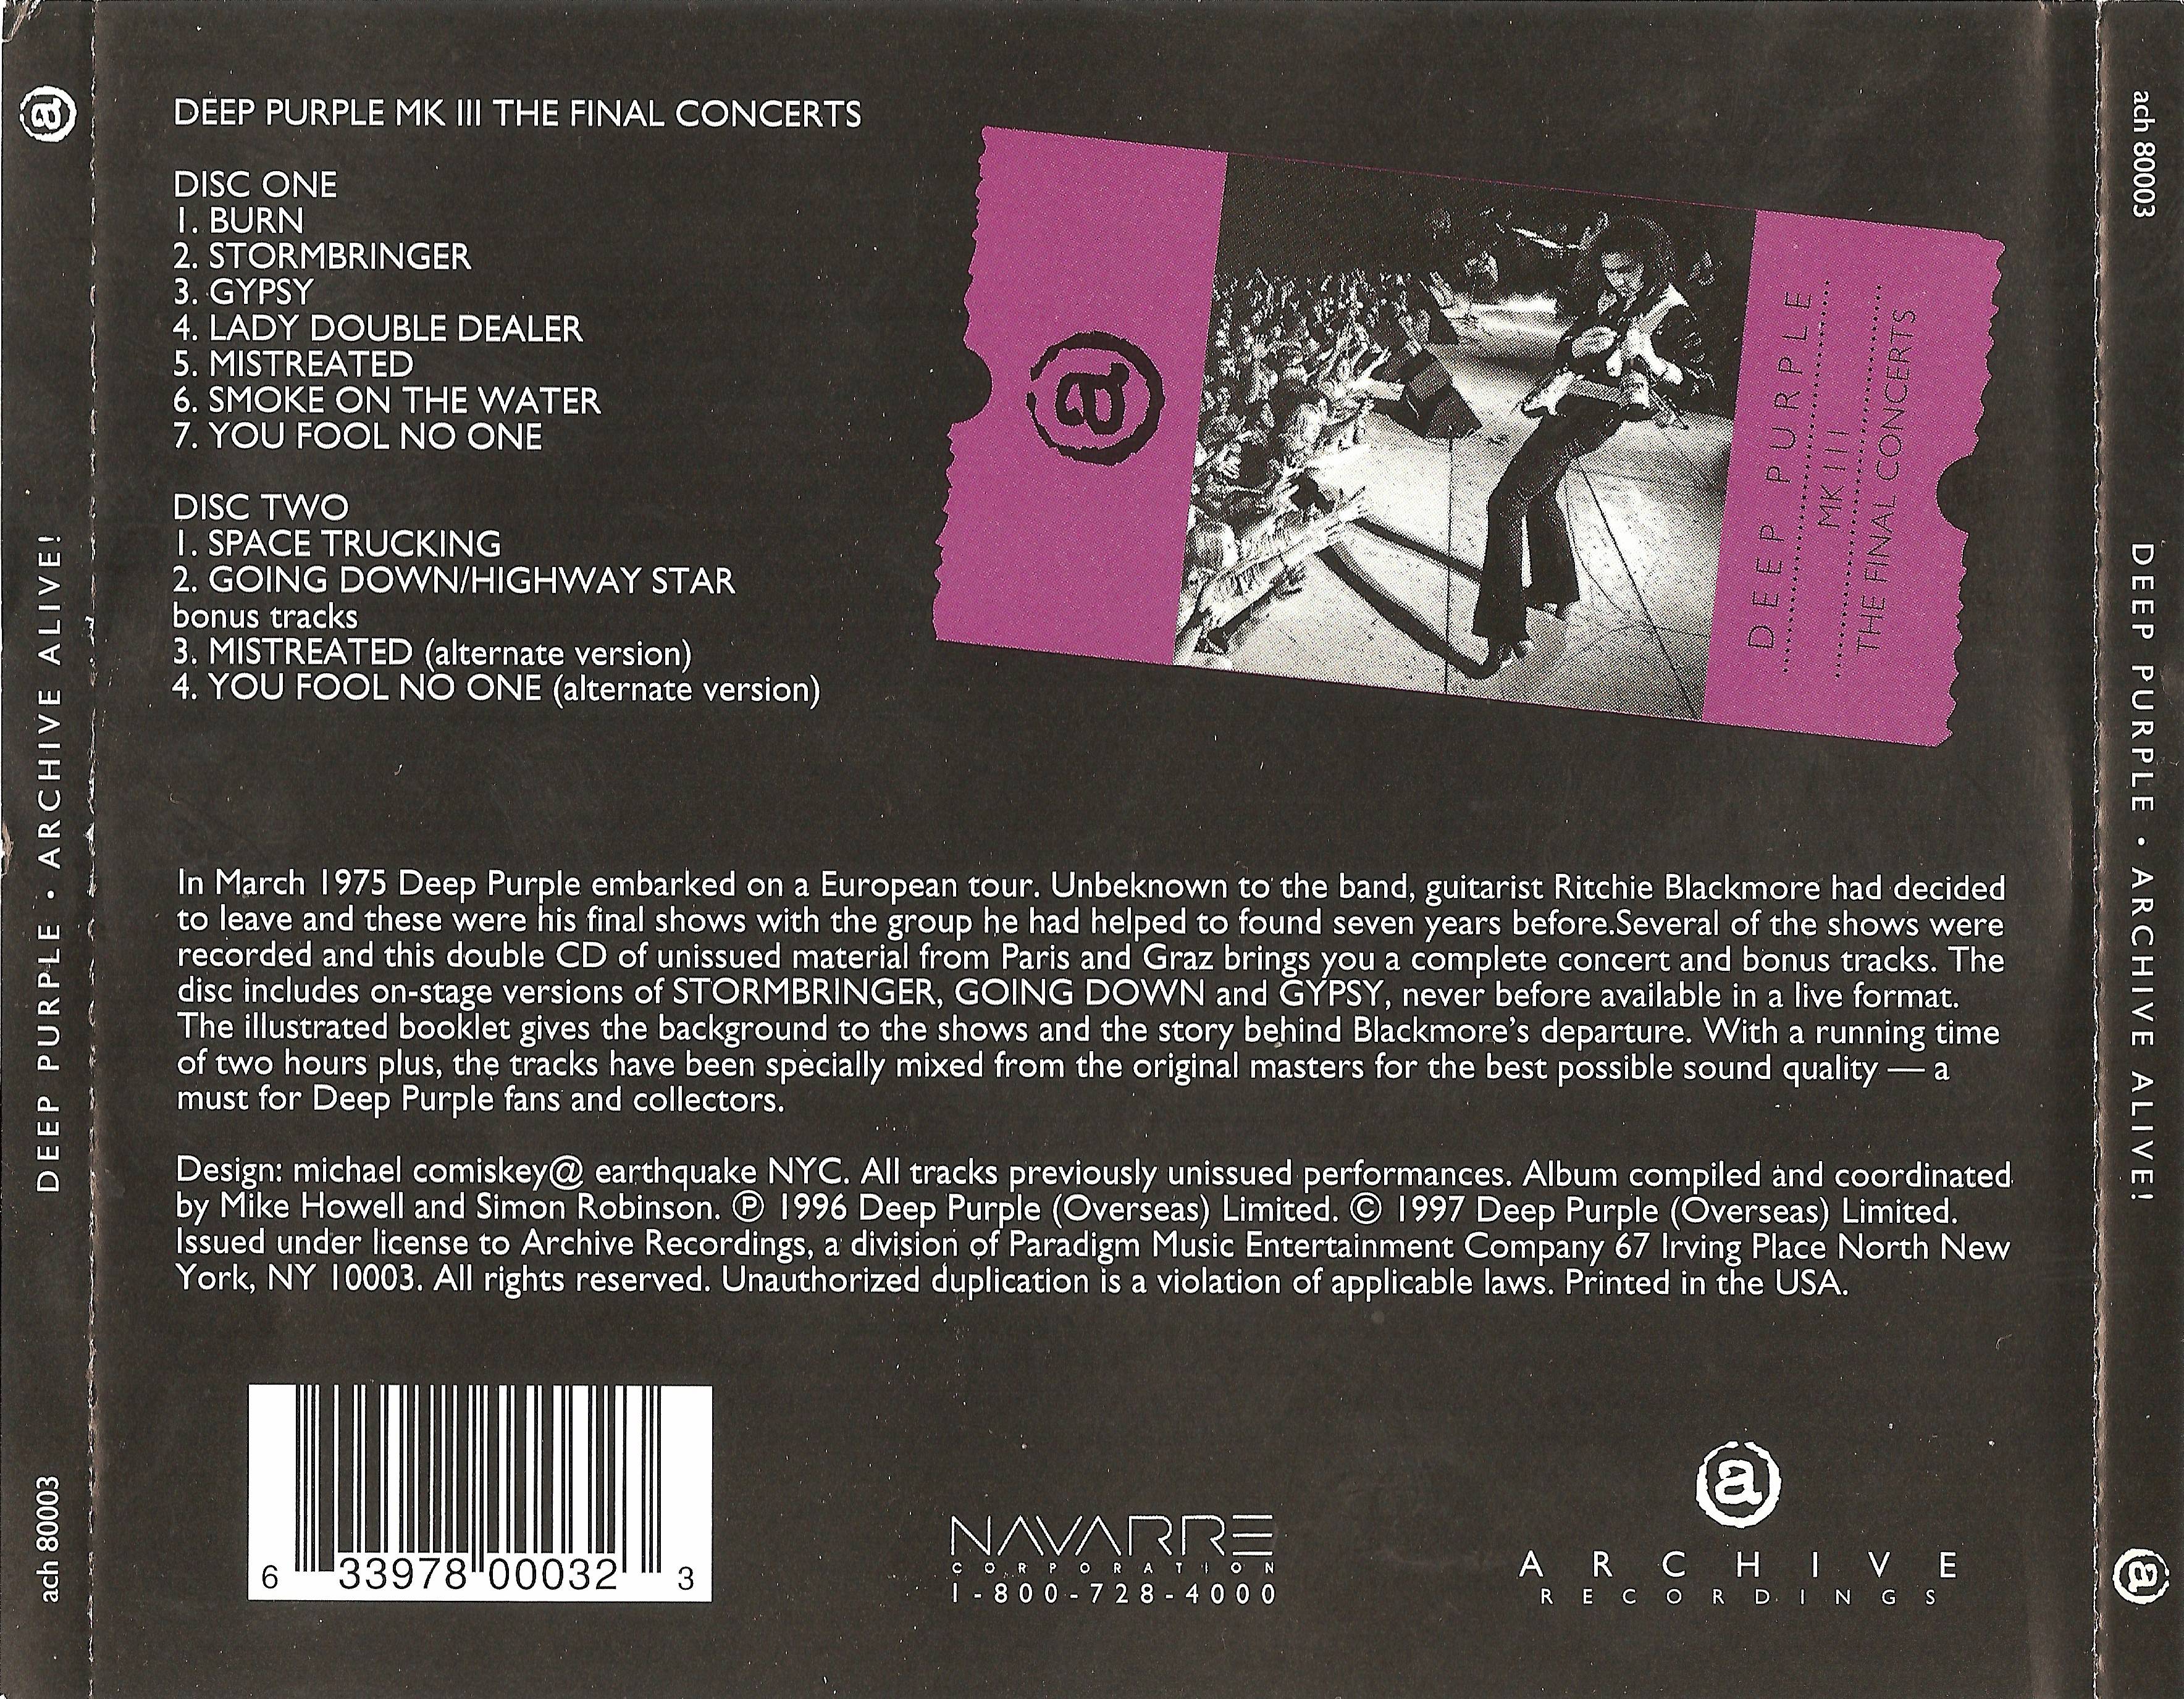 DEEP PURPLE MK III THE FINAL CONCERTS
DISC ONE
1. BURN
2. STORMBRINGER
3. GYPSY
4. LADY DOUBLE DEALER
5. MISTREATED
6. SMOKE ON THE WATER
7. YOU FOOL NO ONE
DISC TWO
1. SPACE TRUCKING
2. GOING DOWN/HIGHWAY STAR
bonus tracks
3. MISTREATED (alternate version)
4. YOU FOOL NO ONE (alternate version)
a
DEEP PURPLE
MK III
THE FINAL CONCERTS
In March 1975 Deep Purple embarked on a European tour. Unbeknown to the band, guitarist Ritchie Blackmore had decided
to leave and these were his final shows with the group he had helped to found seven years before.Several of the shows were
recorded and this double CD of unissued material from Paris and Graz brings you a complete concert and bonus tracks. The
disc includes on-stage versions of STORMBRINGER, GOING DOWN and GYPSY, never before available in a live format.
The illustrated booklet gives the background to the shows and the story behind Blackmore's departure. With a running time
of two hours plus, the tracks have been specially mixed from the original masters for the best possible sound quality — a
must for Deep Purple fans and collectors.
Design: michael comiskey@ earthquake NYC. All tracks previously unissued performances. Album compiled and coordinated
by Mike Howell and Simon Robinson. ℗ 1996 Deep Purple (Overseas) Limited. © 1997 Deep Purple (Overseas) Limited.
Issued under license to Archive Recordings, a division of Paradigm Music Entertainment Company 67 Irving Place North New
York, NY 10003. All rights reserved. Unauthorized duplication is a violation of applicable laws. Printed in the USA.
6 33978 00032 3
NAVARRE
CORPORATION
1-800-728-4000
a
ARCHIVE
RECORDINGS
a
DEEP PURPLE • ARCHIVE ALIVE!
ach 80003
ach 80003
DEEP PURPLE • ARCHIVE ALIVE!
a